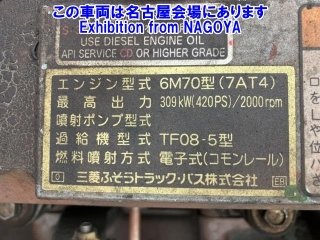 この車両は名古屋会場にあります
Exhibition from NAGOYA
USE DIESEL ENGINE OIL
API SERVICE CD OR HIGHER GRADE
エンジン型式 6M70型(7AT4)
最高出力 309kW(420PS)/2000rpm
噴射ポンプ型式
過給機型式 TF08-5型
燃料噴射方式 電子式(コモンレール)
三菱ふそうトラック・バス株式会社